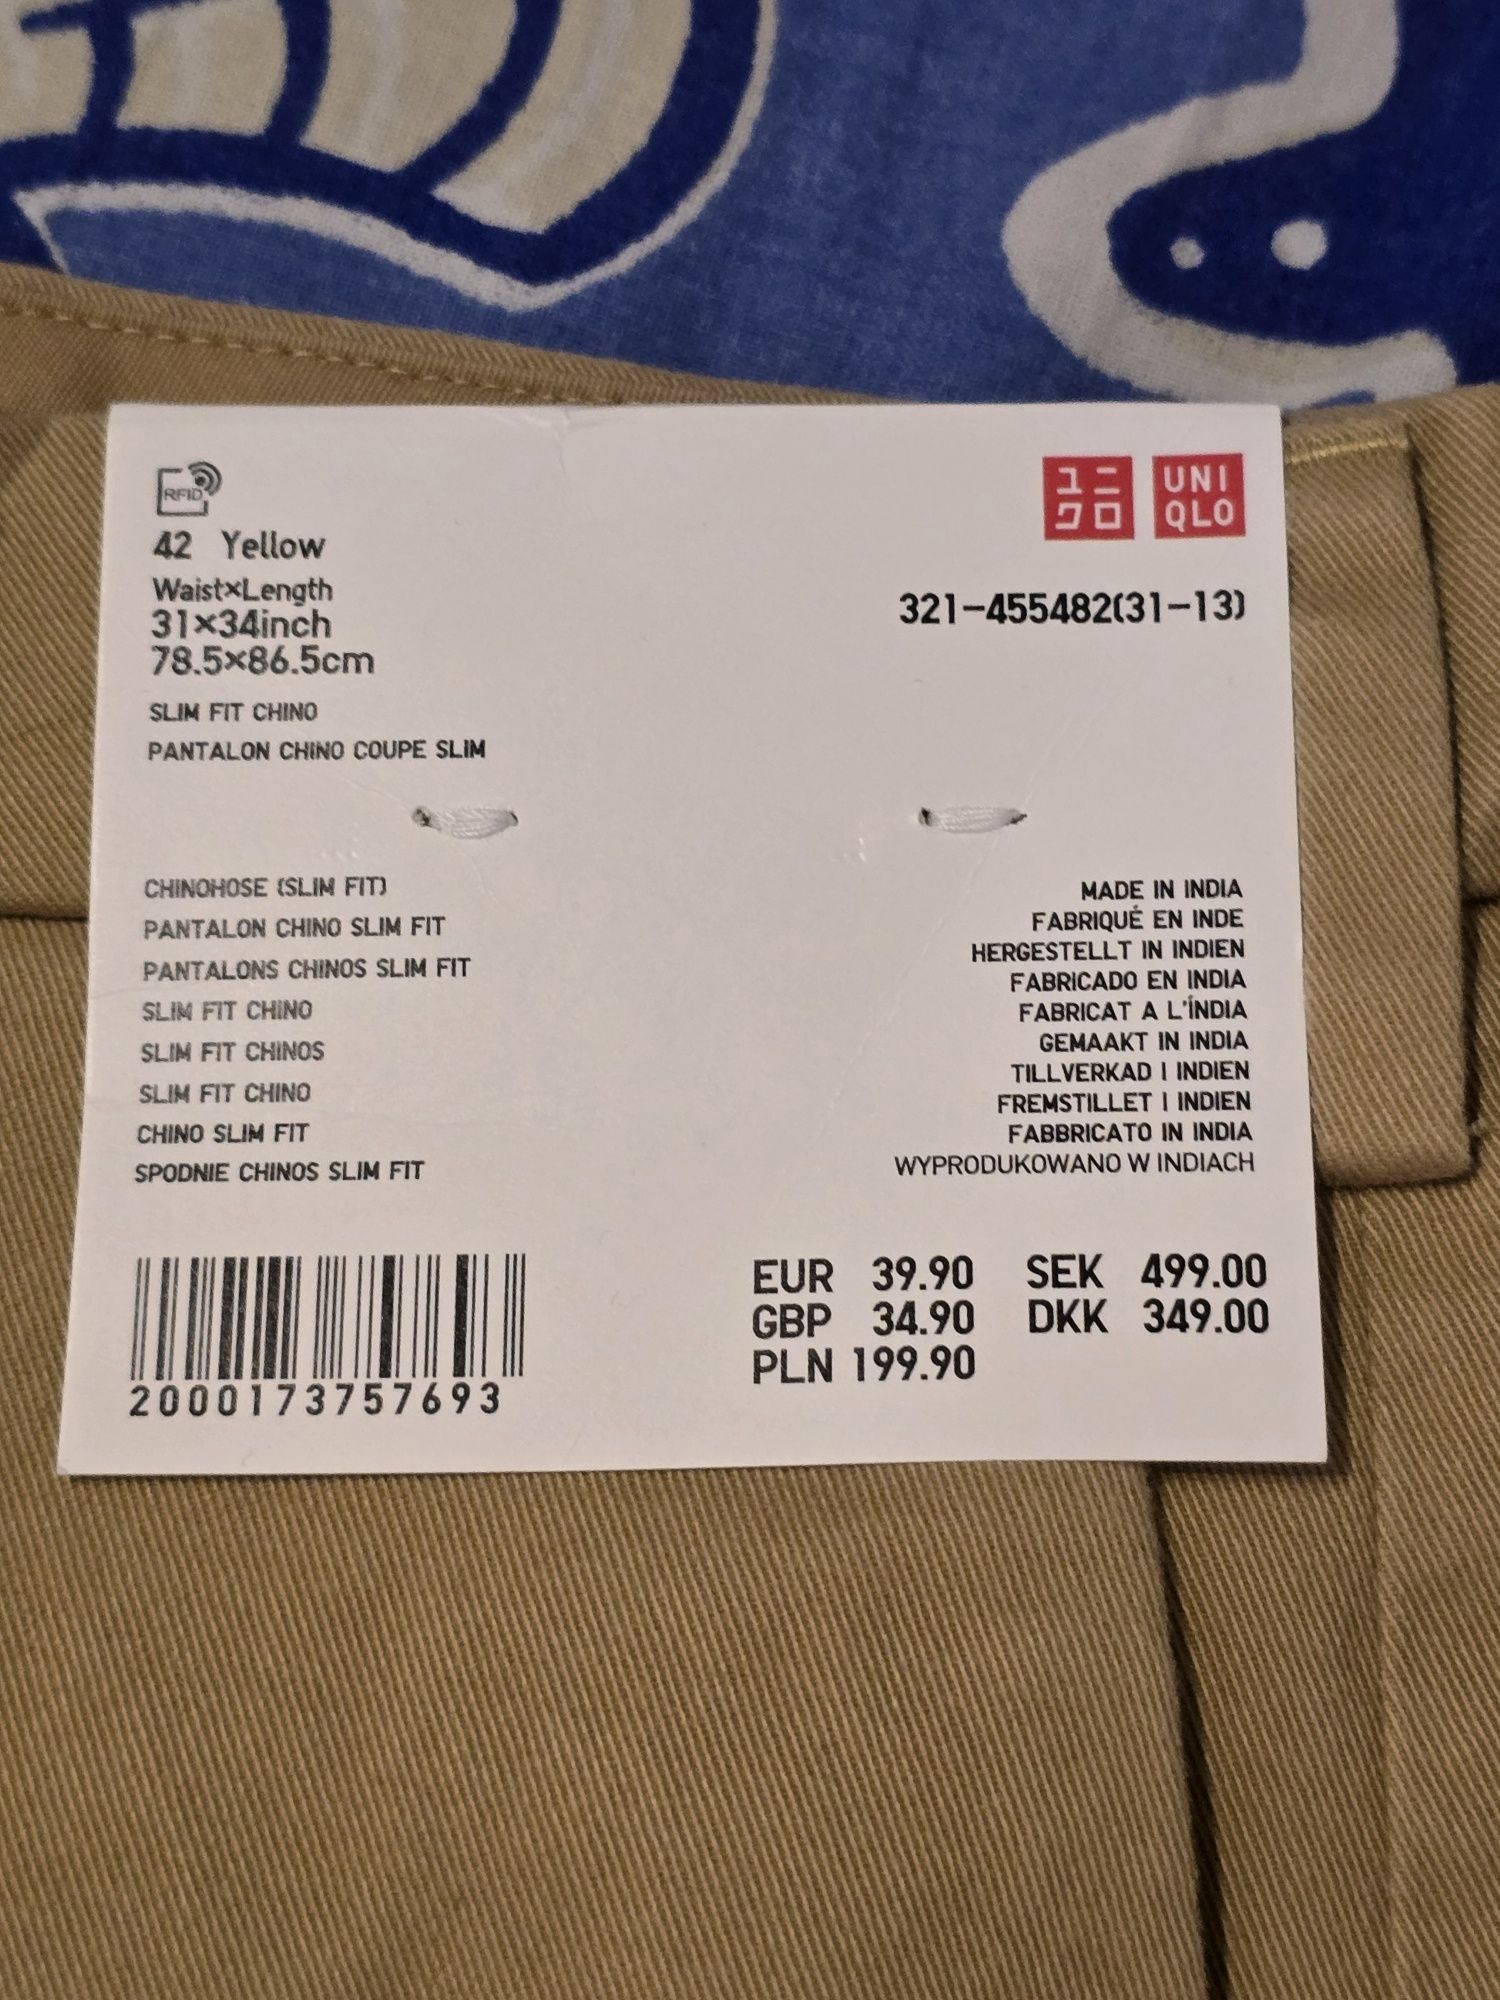 RFID
ユニ
クロ
UNI
QLO
42 Yellow
Waist×Length
31×34inch
78.5×86.5cm
321-455482(31-13)
SLIM FIT CHINO
PANTALON CHINO COUPE SLIM
CHINOHOSE (SLIM FIT)
PANTALON CHINO SLIM FIT
PANTALONS CHINOS SLIM FIT
SLIM FIT CHINO
SLIM FIT CHINOS
SLIM FIT CHINO
CHINO SLIM FIT
SPODNIE CHINOS SLIM FIT
MADE IN INDIA
FABRIQUÉ EN INDE
HERGESTELLT IN INDIEN
FABRICADO EN INDIA
FABRICAT A L'ÍNDIA
GEMAAKT IN INDIA
TILLVERKAD I INDIEN
FREMSTILLET I INDIEN
FABBRICATO IN INDIA
WYPRODUKOWANO W INDIACH
2000173757693
EUR 39.90 SEK 499.00
GBP 34.90 DKK 349.00
PLN 199.90